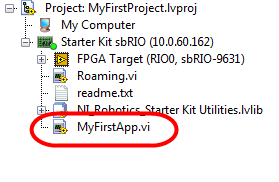 Project: MyFirstProject.lvproj
My Computer
Starter Kit sbRIO (10.0.60.162)
FPGA Target (RIO0, sbRIO-9631)
Roaming.vi
readme.txt
NI_Robotics_Starter Kit Utilities.lvlib
MyFirstApp.vi